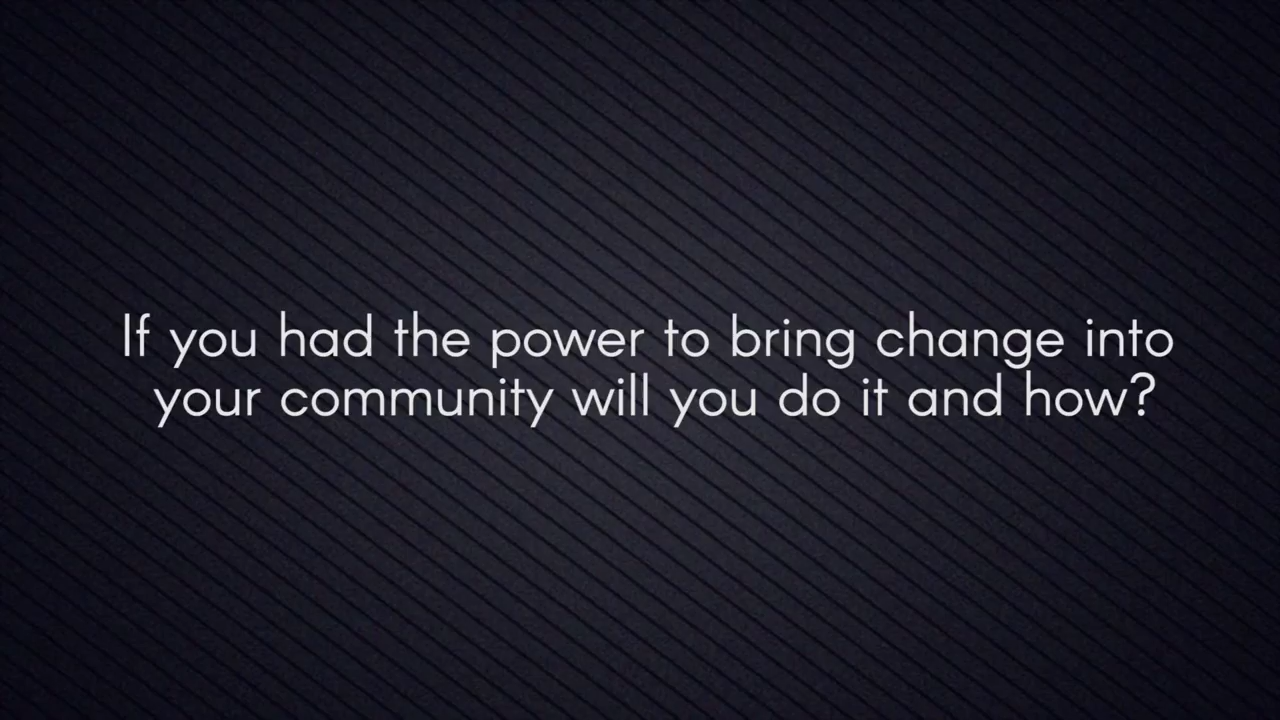 If you had the power to bring change into
your community will you do it and how?